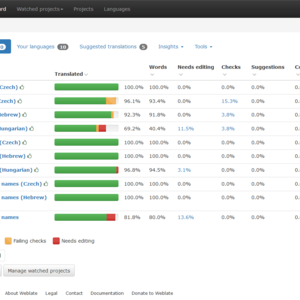 rd Watched projects Projects Languages
Your languages 10 Suggested translations 5 Insights Tools
Translated Words Needs editing Checks Suggestions Co
Czech) 100.0% 100.0% 0.0% 0.0% 0.0% 0.
zech) 96.1% 93.4% 0.0% 15.3% 0.0% 0.
ebrew) 92.3% 91.8% 0.0% 3.8% 0.0% 0.
ungarian) 69.2% 40.4% 11.5% 3.8% 0.0% 0.
(Czech) 100.0% 100.0% 0.0% 0.0% 0.0% 0.
(Hebrew) 100.0% 100.0% 0.0% 0.0% 0.0% 0.
(Hungarian) 96.8% 94.5% 3.1% 0.0% 0.0% 0.
names (Czech) 100.0% 100.0% 0.0% 0.0% 0.0% 0.
names (Hebrew) 100.0% 100.0% 0.0% 0.0% 0.0% 0.
names 81.8% 80.0% 13.6% 0.0% 0.0% 0.
Failing checks Needs editing
Manage watched projects
About Weblate Legal Contact Documentation Donate to Weblate